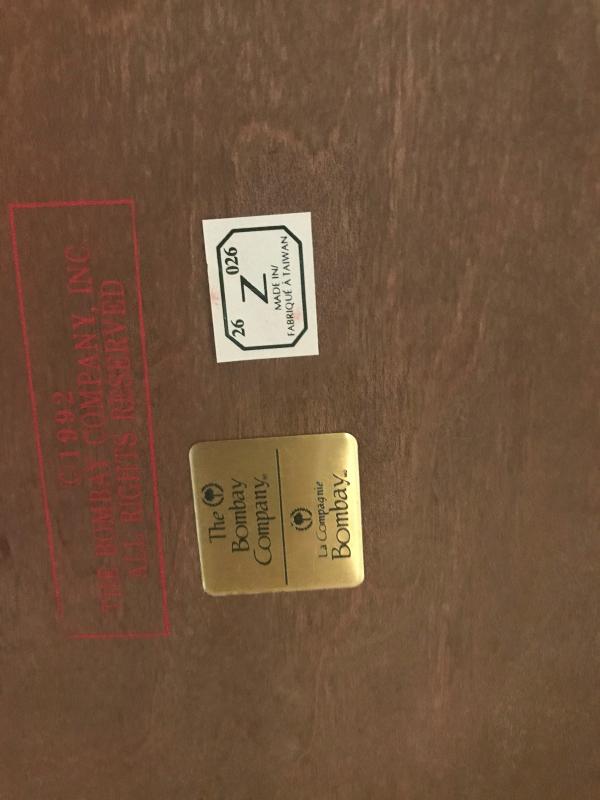 ©1992
THE BOMBAY COMPANY, INC.
ALL RIGHTS RESERVED
26 Z 026
MADE IN/
FABRIQUÉ À TAIWAN
The
Bombay
Company®
La Compagnie
Bombay